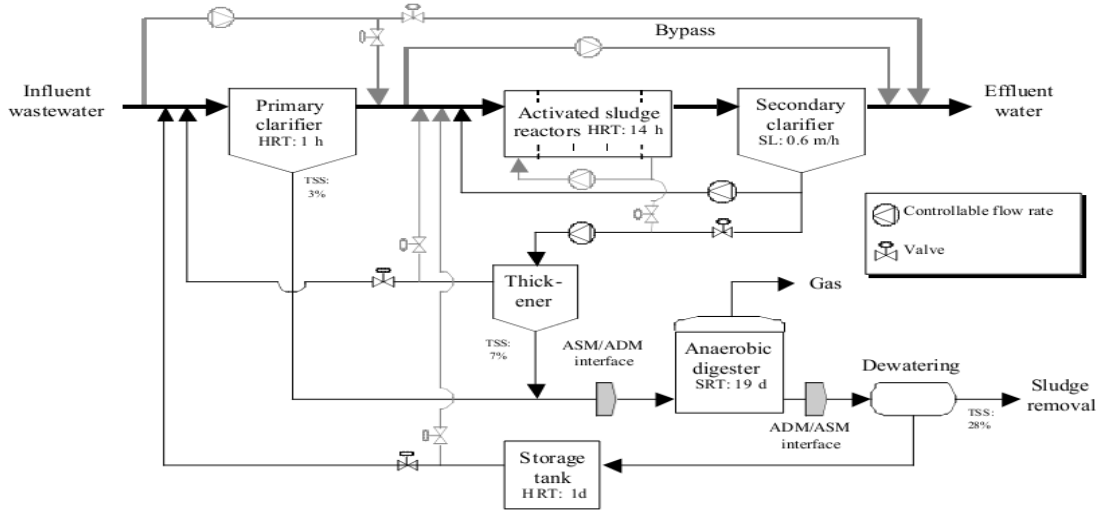 Bypass
Influent
wastewater
Primary
clarifier
HRT: 1 h
Activated sludge
reactors HRT: 14 h
Secondary
clarifier
SL: 0.6 m/h
Effluent
water
TSS:
3%
Controllable flow rate
Valve
Thick-
ener
Gas
TSS:
7%
ASM/ADM
interface
Anaerobic
digester
SRT: 19 d
Dewatering
Sludge
removal
TSS:
28%
ADM/ASM
interface
Storage
tank
HRT: 1d